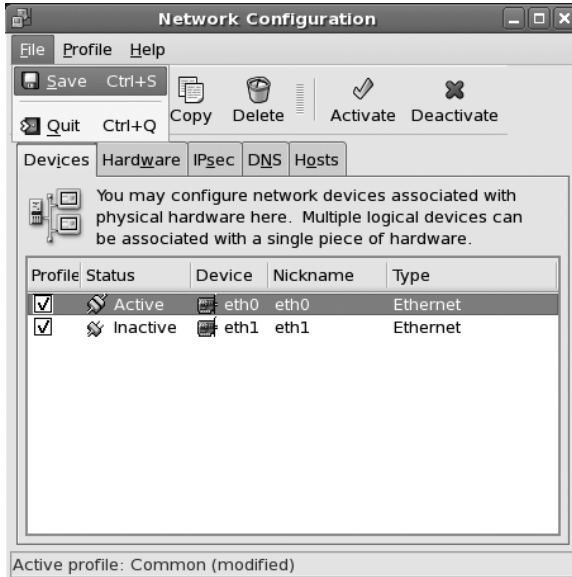 Network Configuration
File Profile Help
Save Ctrl+S
Quit Ctrl+Q
Copy Delete Activate Deactivate
Devices Hardware IPsec DNS Hosts
You may configure network devices associated with
physical hardware here. Multiple logical devices can
be associated with a single piece of hardware.
Profile Status Device Nickname Type
Active eth0 eth0 Ethernet
Inactive eth1 eth1 Ethernet
Active profile: Common (modified)